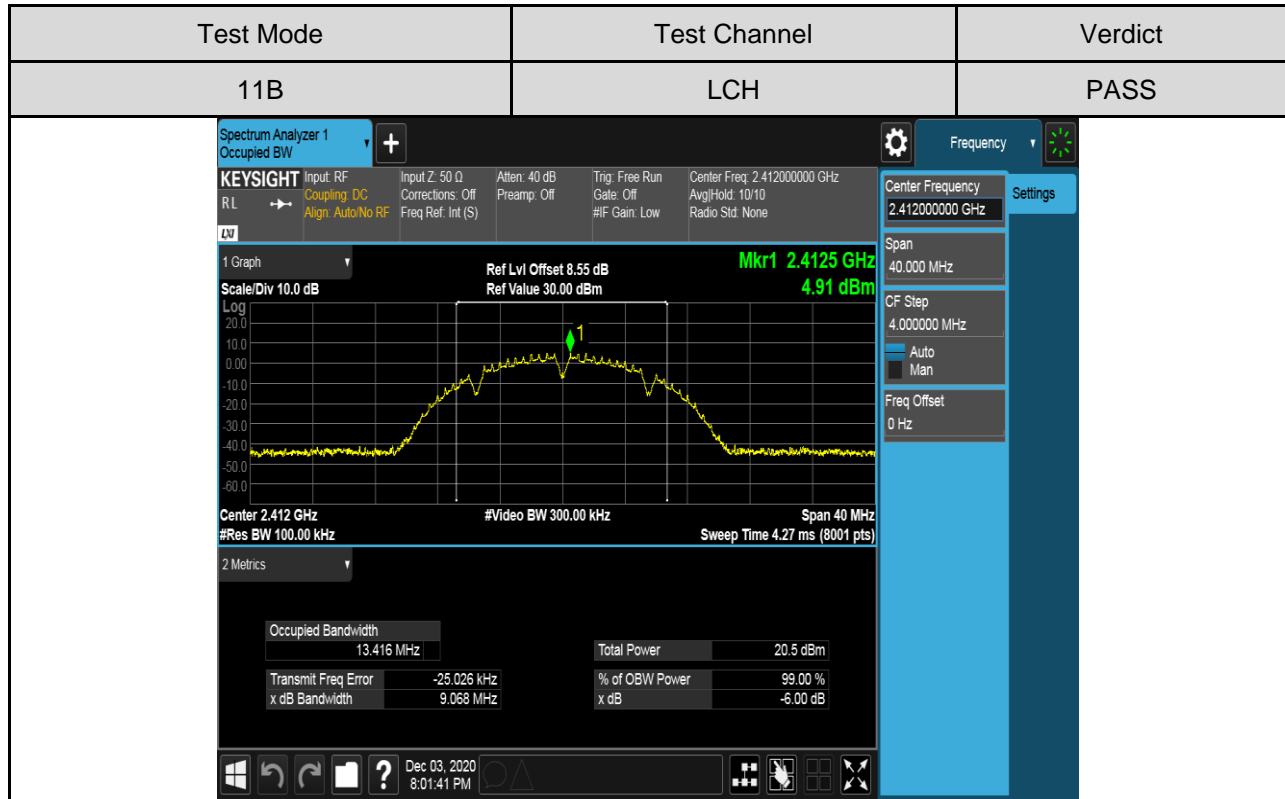 Test Mode Test Channel Verdict
11B LCH PASS
Spectrum Analyzer 1
Occupied BW
+
Frequency
KEYSIGHT
RL
LXI
Input: RF
Coupling: DC
Align: Auto/No RF
Input Z: 50 Ω
Corrections: Off
Freq Ref: Int (S)
Atten: 40 dB
Preamp: Off
Trig: Free Run
Gate: Off
#IF Gain: Low
Center Freq: 2.412000000 GHz
Avg|Hold: 10/10
Radio Std: None
Center Frequency
2.412000000 GHz
Settings
Span
40.000 MHz
CF Step
4.000000 MHz
Auto
Man
Freq Offset
0 Hz
1 Graph
Scale/Div 10.0 dB
Ref Lvl Offset 8.55 dB
Ref Value 30.00 dBm
Mkr1 2.4125 GHz
4.91 dBm
Log
20.0
10.0
0.00
-10.0
-20.0
-30.0
-40.0
-50.0
-60.0
1
Center 2.412 GHz
#Res BW 100.00 kHz
#Video BW 300.00 kHz
Span 40 MHz
Sweep Time 4.27 ms (8001 pts)
2 Metrics
Occupied Bandwidth
13.416 MHz
Total Power 20.5 dBm
Transmit Freq Error -25.026 kHz
x dB Bandwidth 9.068 MHz
% of OBW Power 99.00 %
x dB -6.00 dB
?
Dec 03, 2020
8:01:41 PM